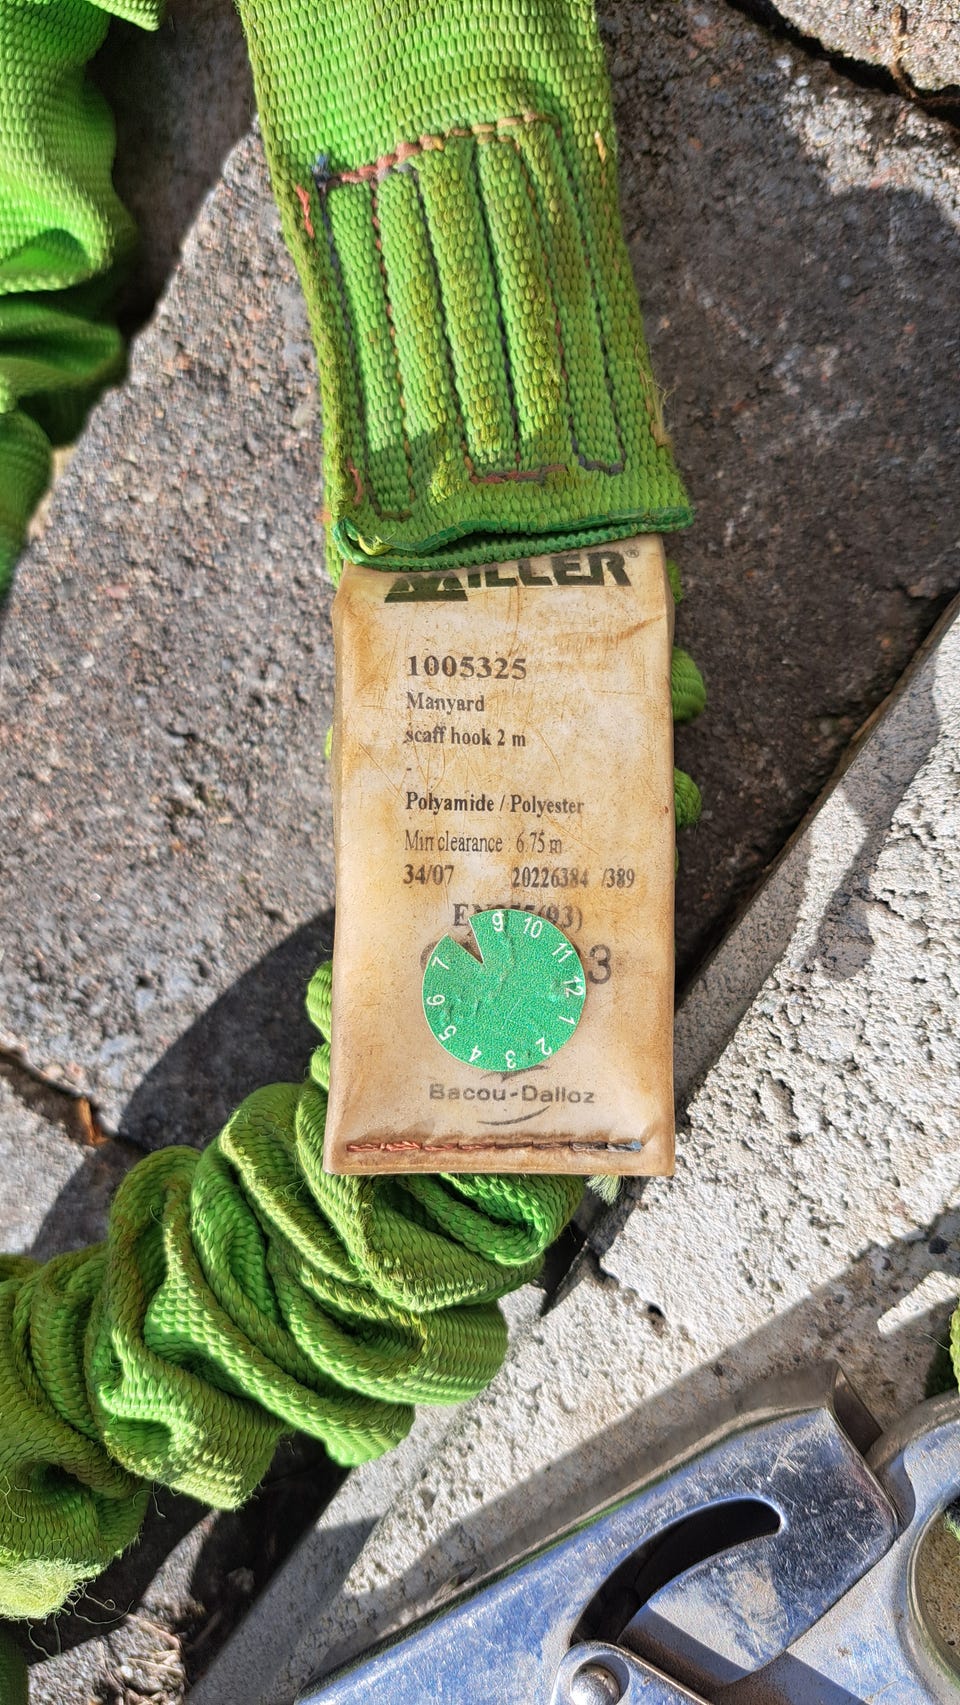 MILLER®
1005325
Manyard
scaff hook 2 m
-
Polyamide / Polyester
Min clearance : 6.75 m
34/07 20226384 /389
9 10 11 12 1 2 3 4 5 6 7
3
Bacou-Dalloz